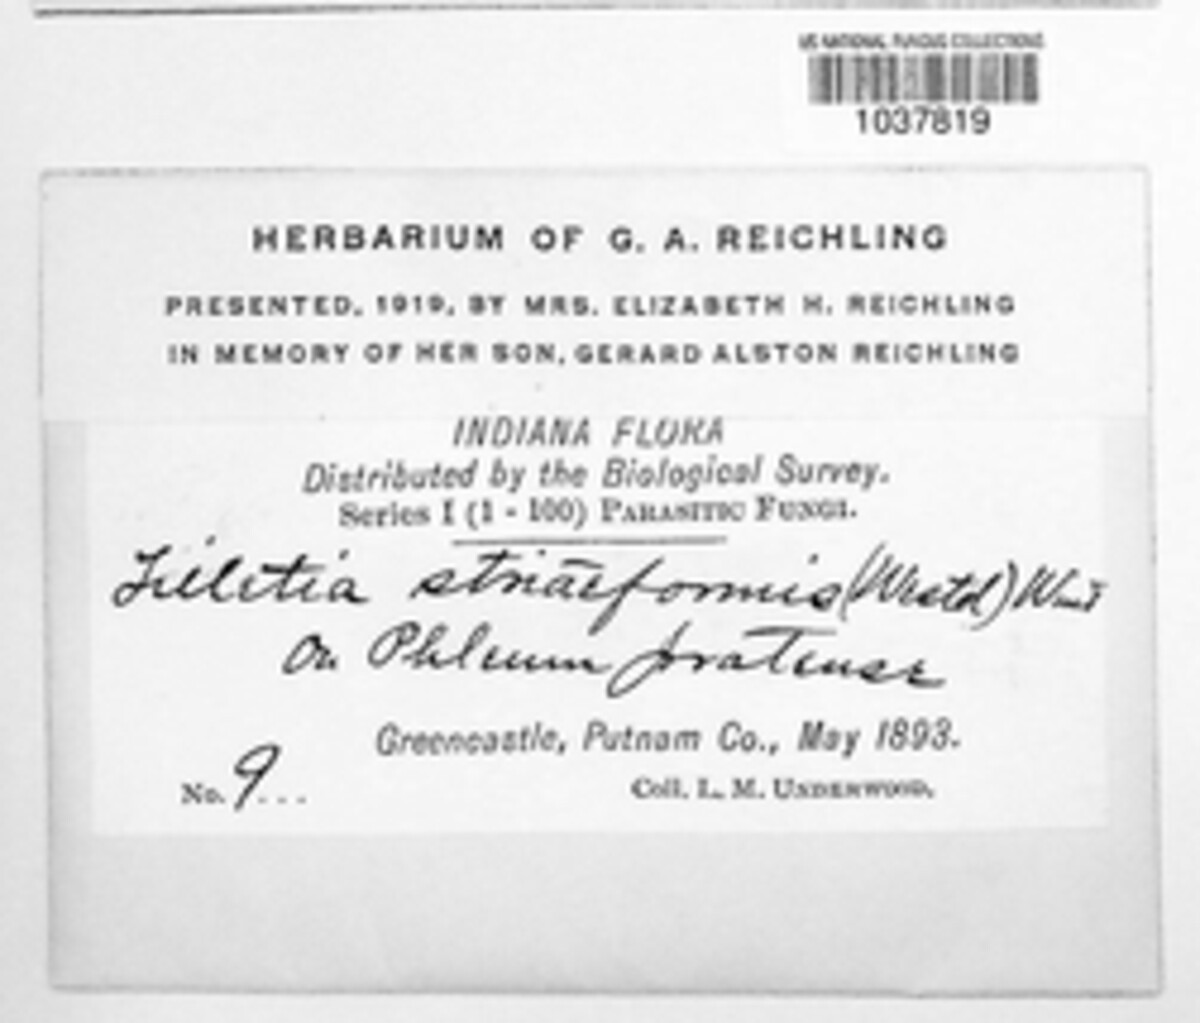 US NATIONAL FUNGUS COLLECTIONS
1037819
HERBARIUM OF G. A. REICHLING
PRESENTED, 1919, BY MRS. ELIZABETH H. REICHLING
IN MEMORY OF HER SON, GERARD ALSTON REICHLING
INDIANA FLORA
Distributed by the Biological Survey.
Series I (1 - 100) PARASITIC FUNGI.
Tilletia striaeformis (Westd) Wint
on Phleum pratense
Greencastle, Putnam Co., May 1893.
No. 9...
Coll. L. M. UNDERWOOD.